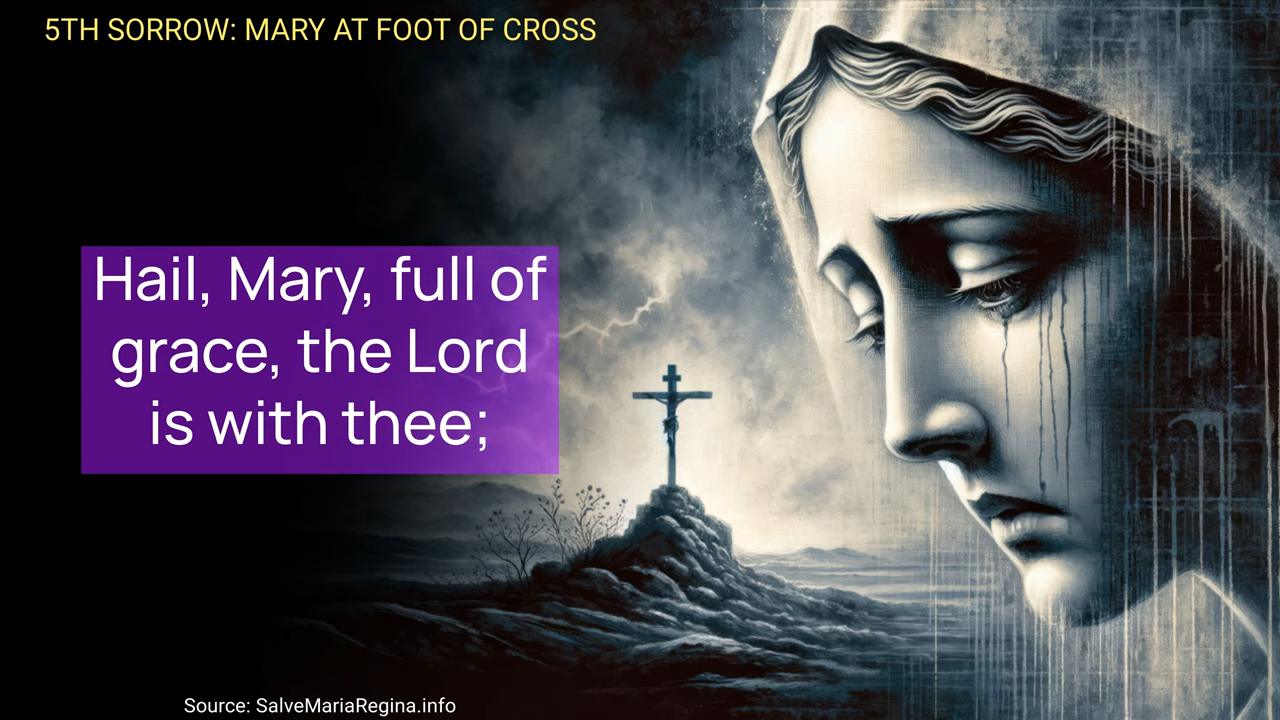 5TH SORROW: MARY AT FOOT OF CROSS
Hail, Mary, full of
grace, the Lord
is with thee;
Source: SalveMariaRegina.info